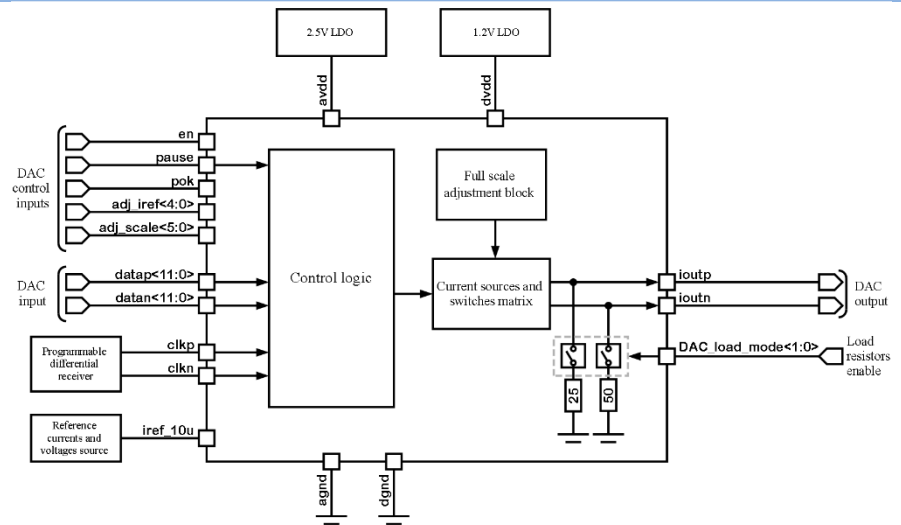 2.5V LDO
1.2V LDO
avdd
dvdd
DAC
control
inputs
en
pause
pok
adj_iref<4:0>
adj_scale<5:0>
Full scale
adjustment block
Control logic
DAC
input
datap<11:0>
datan<11:0>
Current sources and
switches matrix
ioutp
ioutn
DAC
output
Programmable
differential
receiver
clkp
clkn
DAC_load_mode<1:0>
Load
resistors
enable
25
50
Reference
currents and
voltages source
iref_10u
agnd
dgnd